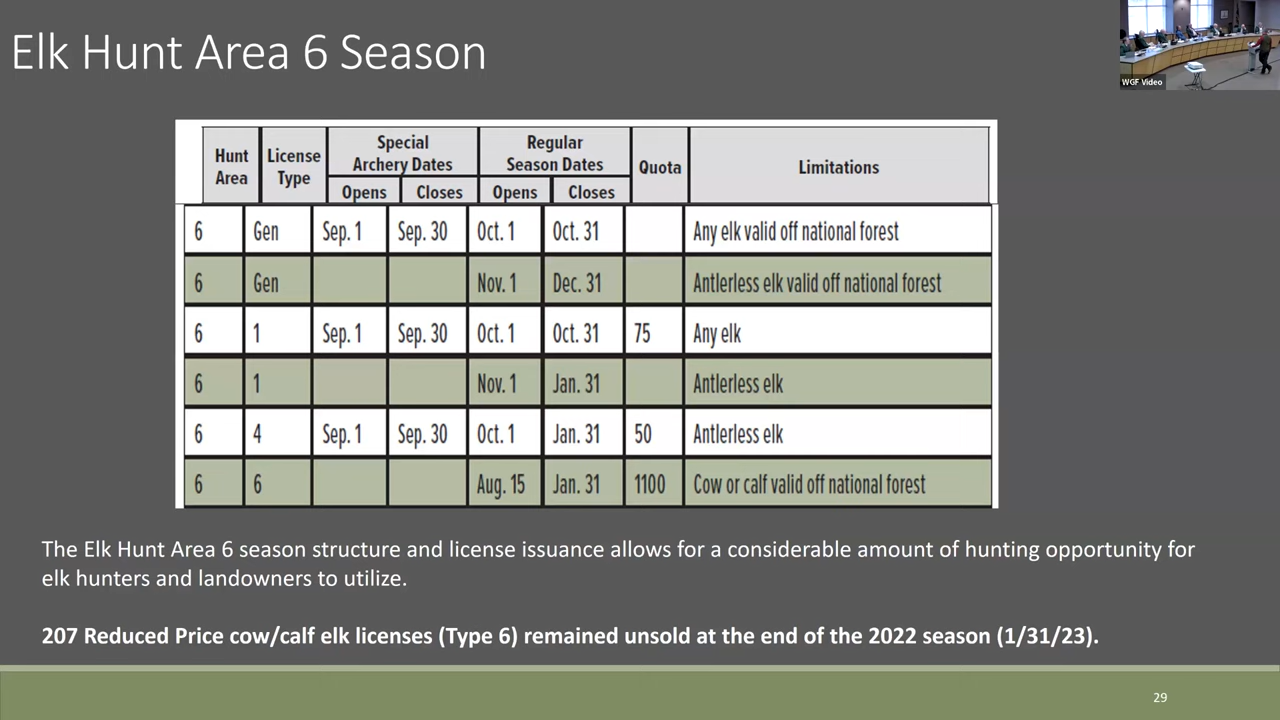 Elk Hunt Area 6 Season
WGF Video
Hunt Area | License Type | Special Archery Dates | Regular Season Dates | Quota | Limitations
Opens | Closes | Opens | Closes
6 | Gen | Sep. 1 | Sep. 30 | Oct. 1 | Oct. 31 | | Any elk valid off national forest
6 | Gen | | | Nov. 1 | Dec. 31 | | Antlerless elk valid off national forest
6 | 1 | Sep. 1 | Sep. 30 | Oct. 1 | Oct. 31 | 75 | Any elk
6 | 1 | | | Nov. 1 | Jan. 31 | | Antlerless elk
6 | 4 | Sep. 1 | Sep. 30 | Oct. 1 | Jan. 31 | 50 | Antlerless elk
6 | 6 | | | Aug. 15 | Jan. 31 | 1100 | Cow or calf valid off national forest
The Elk Hunt Area 6 season structure and license issuance allows for a considerable amount of hunting opportunity for
elk hunters and landowners to utilize.
207 Reduced Price cow/calf elk licenses (Type 6) remained unsold at the end of the 2022 season (1/31/23).
29